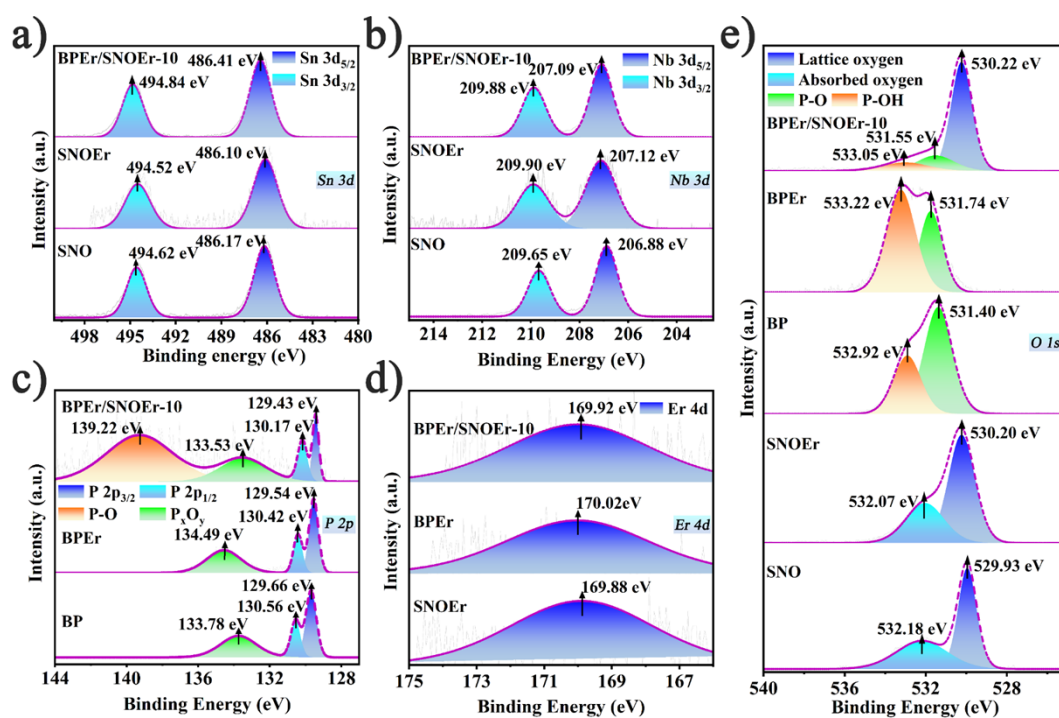 a)
BPEr/SNOEr-10
486.41 eV
494.84 eV
Sn 3d5/2
Sn 3d3/2
SNOEr
494.52 eV
486.10 eV
Sn 3d
SNO
494.62 eV
486.17 eV
Intensity (a.u.)
498 495 492 489 486 483 480
Binding energy (eV)
b)
BPEr/SNOEr-10
207.09 eV
209.88 eV
Nb 3d5/2
Nb 3d3/2
SNOEr
209.90 eV
207.12 eV
Nb 3d
SNO
209.65 eV
206.88 eV
Intensity (a.u.)
214 212 210 208 206 204
Binding Energy (eV)
c)
BPEr/SNOEr-10
139.22 eV
133.53 eV
129.43 eV
130.17 eV
P 2p3/2
P 2p1/2
P-O
PxOy
129.54 eV
130.42 eV
P 2p
BPEr
134.49 eV
129.66 eV
130.56 eV
BP
133.78 eV
Intensity (a.u.)
144 140 136 132 128
Binding Energy (eV)
d)
Er 4d
169.92 eV
BPEr/SNOEr-10
170.02eV
BPEr
Er 4d
169.88 eV
SNOEr
Intensity (a.u.)
175 173 171 169 167
Binding Energy (eV)
e)
Lattice oxygen
Absorbed oxygen
P-O
P-OH
530.22 eV
BPEr/SNOEr-10
531.55 eV
533.05 eV
BPEr
533.22 eV
531.74 eV
BP
531.40 eV
532.92 eV
O 1s
SNOEr
530.20 eV
532.07 eV
SNO
529.93 eV
532.18 eV
Intensity (a.u.)
540 536 532 528
Binding Energy (eV)